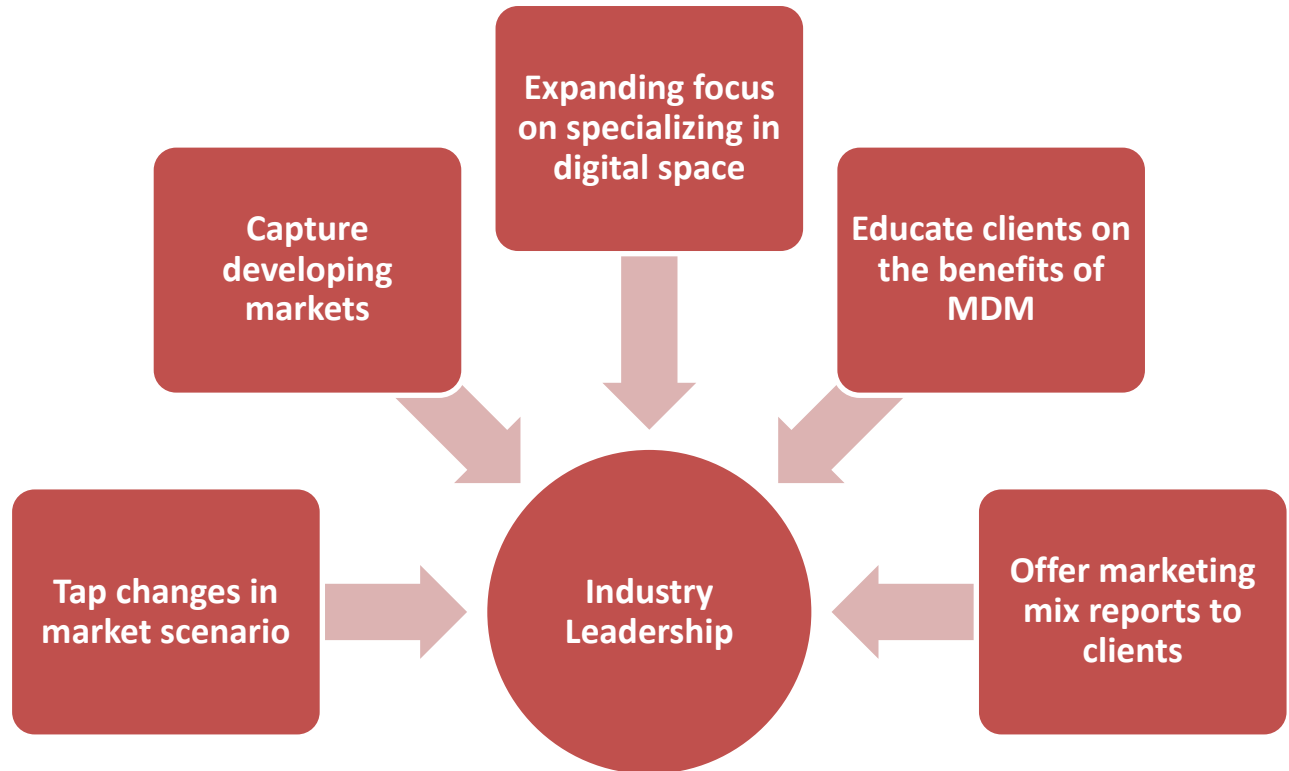 Expanding focus
on specializing in
digital space
Capture
developing
markets
Educate clients on
the benefits of
MDM
Tap changes in
market scenario
Industry
Leadership
Offer marketing
mix reports to
clients